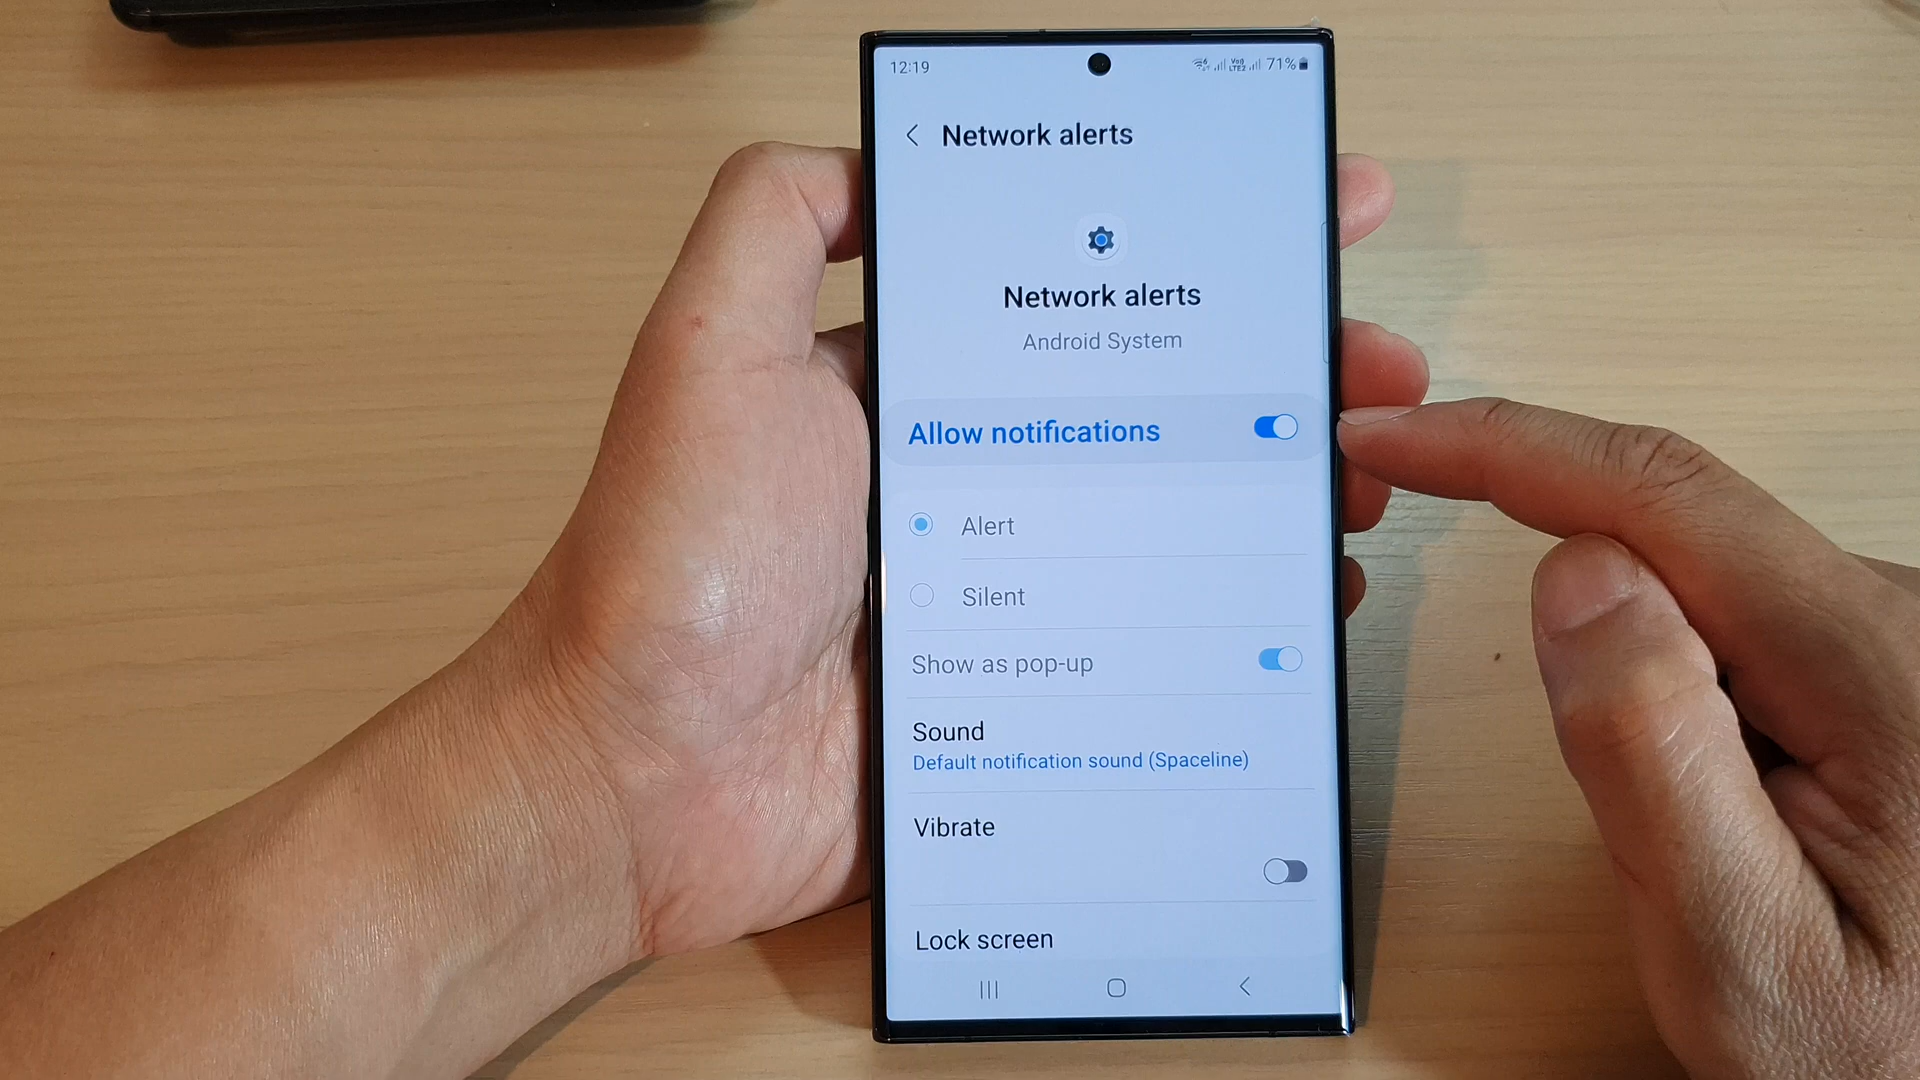 12:19
71%
Network alerts
Network alerts
Android System
Allow notifications
Alert
Silent
Show as pop-up
Sound
Default notification sound (Spaceline)
Vibrate
Lock screen